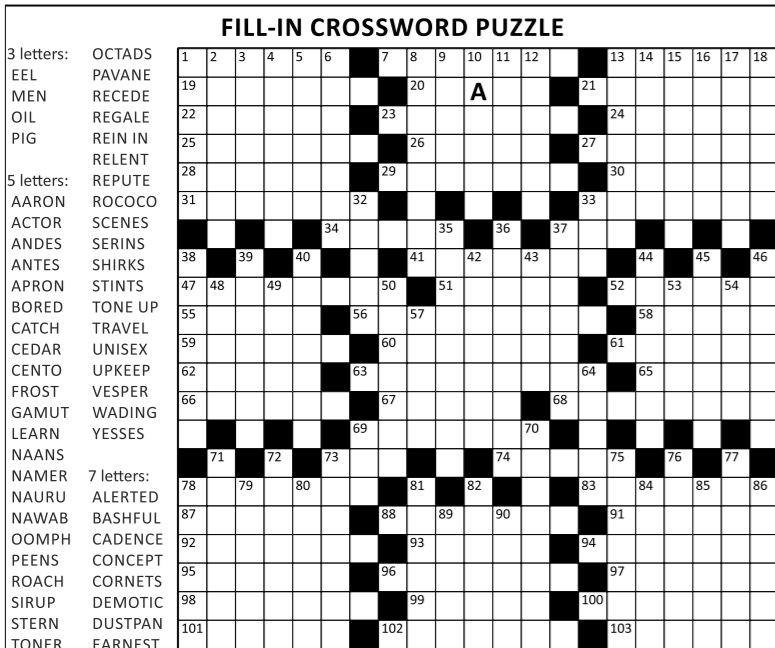 FILL-IN CROSSWORD PUZZLE
3 letters:
EEL
MEN
OIL
PIG
5 letters:
AARON
ACTOR
ANDES
ANTES
APRON
BORED
CATCH
CEDAR
CENTO
FROST
GAMUT
LEARN
NAANS
NAMER
NAURU
NAWAB
OOMPH
PEENS
ROACH
SIRUP
STERN
TONER
OCTADS
PAVANE
RECEDE
REGALE
REIN IN
RELENT
REPUTE
ROCOCO
SCENES
SERINS
SHIRKS
STINTS
TONE UP
TRAVEL
UNISEX
UPKEEP
VESPER
WADING
YESSES
7 letters:
ALERTED
BASHFUL
CADENCE
CONCEPT
CORNETS
DEMOTIC
DUSTPAN
EARNEST
1 2 3 4 5 6 7 8 9 10 11 12 13 14 15 16 17 18
19 20 A 21
22 23 24
25 26 27
28 29 30
31 32 33
34 35 36 37
38 39 40 41 42 43 44 45 46
47 48 49 50 51 52 53 54
55 56 57 58
59 60 61
62 63 64 65
66 67 68
69 70
71 72 73 74 75 76 77
78 79 80 81 82 83 84 85 86
87 88 89 90 91
92 93 94
95 96 97
98 99 100
101 102 103